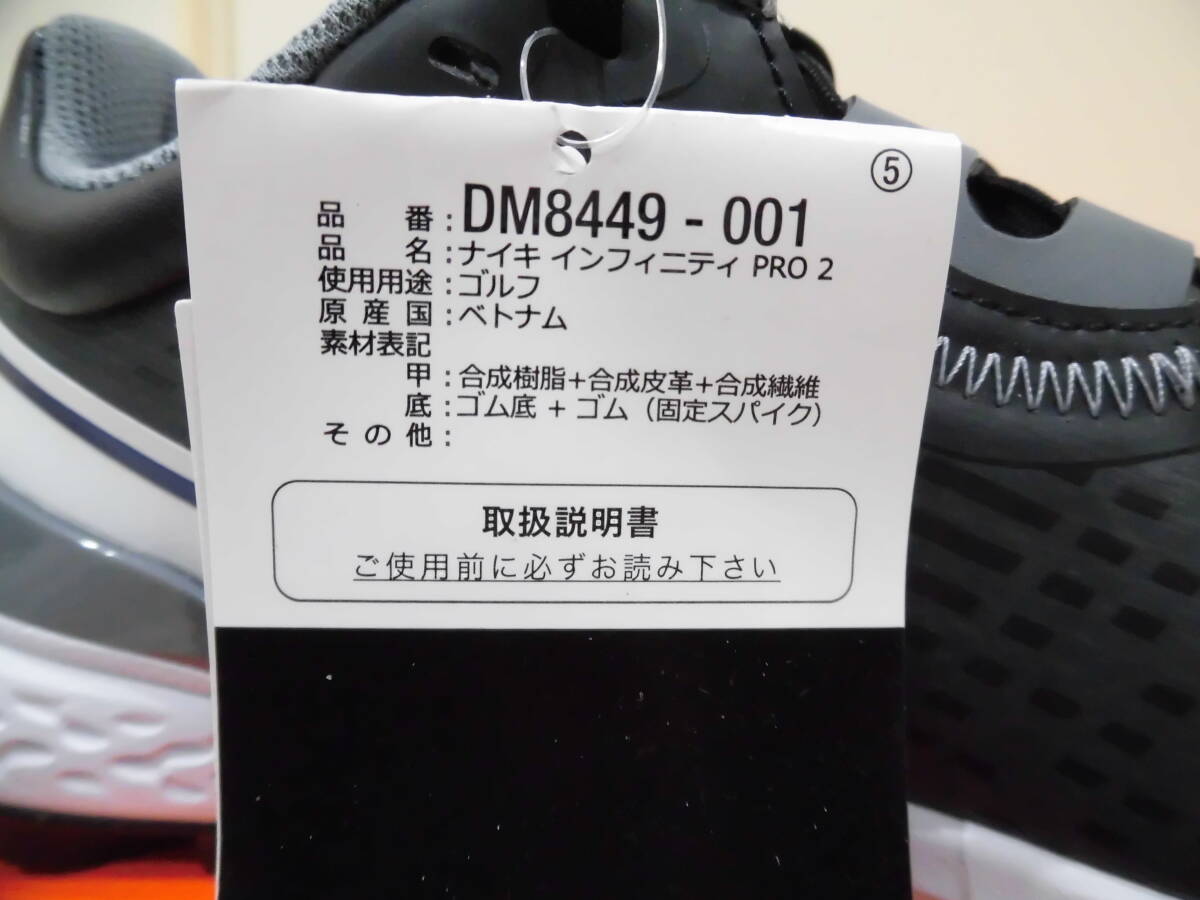 ⑤
品番:DM8449 - 001
品名:ナイキ インフィニティ PRO 2
使用用途:ゴルフ
原産国:ベトナム
素材表記
甲:合成樹脂+合成皮革+合成繊維
底:ゴム底 + ゴム(固定スパイク)
その他:
取扱説明書
ご使用前に必ずお読み下さい